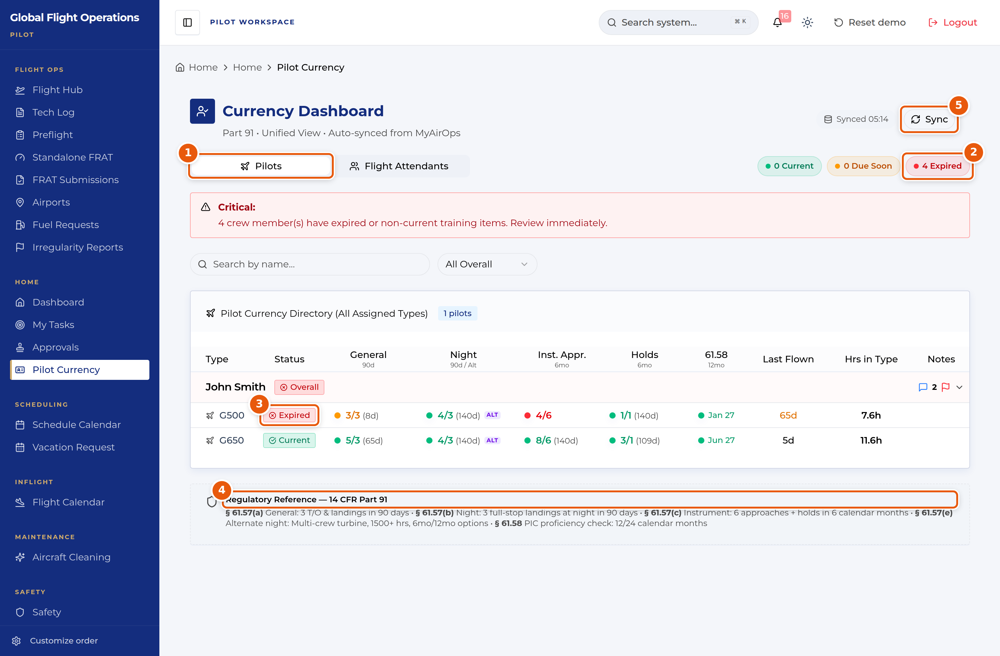 Global Flight Operations
PILOT
FLIGHT OPS
Flight Hub
Tech Log
Preflight
Standalone FRAT
FRAT Submissions
Airports
Fuel Requests
Irregularity Reports
HOME
Dashboard
My Tasks
Approvals
Pilot Currency
SCHEDULING
Schedule Calendar
Vacation Request
INFLIGHT
Flight Calendar
MAINTENANCE
Aircraft Cleaning
SAFETY
Safety
Customize order
PILOT WORKSPACE
Search system...
⌘ K
16
Reset demo
Logout
Home > Home > Pilot Currency
Currency Dashboard
Part 91 • Unified View • Auto-synced from MyAirOps
Synced 05:14
Sync
5
1
Pilots
Flight Attendants
0 Current
0 Due Soon
4 Expired
2
Critical:
4 crew member(s) have expired or non-current training items. Review immediately.
Search by name...
All Overall
Pilot Currency Directory (All Assigned Types)
1 pilots
Type Status General Night Inst. Appr. Holds 61.58 Last Flown Hrs in Type Notes
90d 90d / Alt 6mo 6mo 12mo
John Smith Overall 2
3
G500 Expired 3/3 (8d) 4/3 (140d) ALT 4/6 1/1 (140d) Jan 27 65d 7.6h
G650 Current 5/3 (65d) 4/3 (140d) ALT 8/6 (140d) 3/1 (109d) Jun 27 5d 11.6h
4
Regulatory Reference — 14 CFR Part 91
§ 61.57(a) General: 3 T/O & landings in 90 days · § 61.57(b) Night: 3 full-stop landings at night in 90 days · § 61.57(c) Instrument: 6 approaches + holds in 6 calendar months · § 61.57(e)
Alternate night: Multi-crew turbine, 1500+ hrs, 6mo/12mo options · § 61.58 PIC proficiency check: 12/24 calendar months